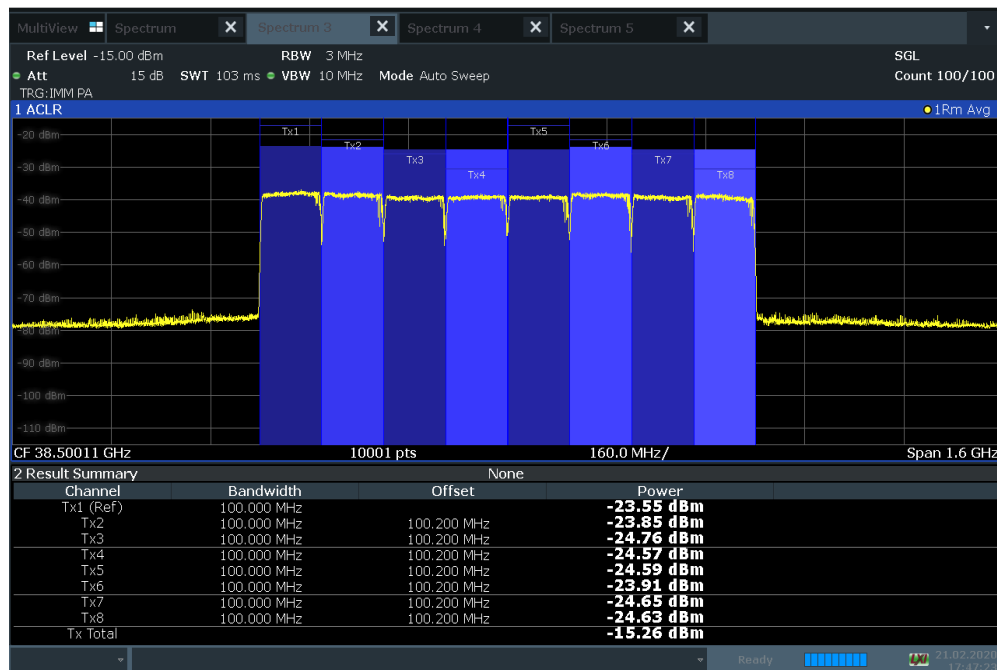 MultiView Spectrum X Spectrum 3 X Spectrum 4 X Spectrum 5 X
Ref Level -15.00 dBm RBW 3 MHz SGL
Att 15 dB SWT 103 ms VBW 10 MHz Mode Auto Sweep Count 100/100
TRG:IMM PA
1 ACLR 1Rm Avg
Tx1 Tx5
-20 dBm
Tx2 Tx6
Tx3 Tx7
-30 dBm
Tx4 Tx8
-40 dBm
-50 dBm
-60 dBm
-70 dBm
-80 dBm
-90 dBm
-100 dBm
-110 dBm
CF 38.50011 GHz 10001 pts 160.0 MHz/ Span 1.6 GHz
2 Result Summary None
Channel Bandwidth Offset Power
Tx1 (Ref) 100.000 MHz -23.55 dBm
Tx2 100.000 MHz 100.200 MHz -23.85 dBm
Tx3 100.000 MHz 100.200 MHz -24.76 dBm
Tx4 100.000 MHz 100.200 MHz -24.57 dBm
Tx5 100.000 MHz 100.200 MHz -24.59 dBm
Tx6 100.000 MHz 100.200 MHz -23.91 dBm
Tx7 100.000 MHz 100.200 MHz -24.65 dBm
Tx8 100.000 MHz 100.200 MHz -24.63 dBm
Tx Total -15.26 dBm
Ready LXI 21.02.2020